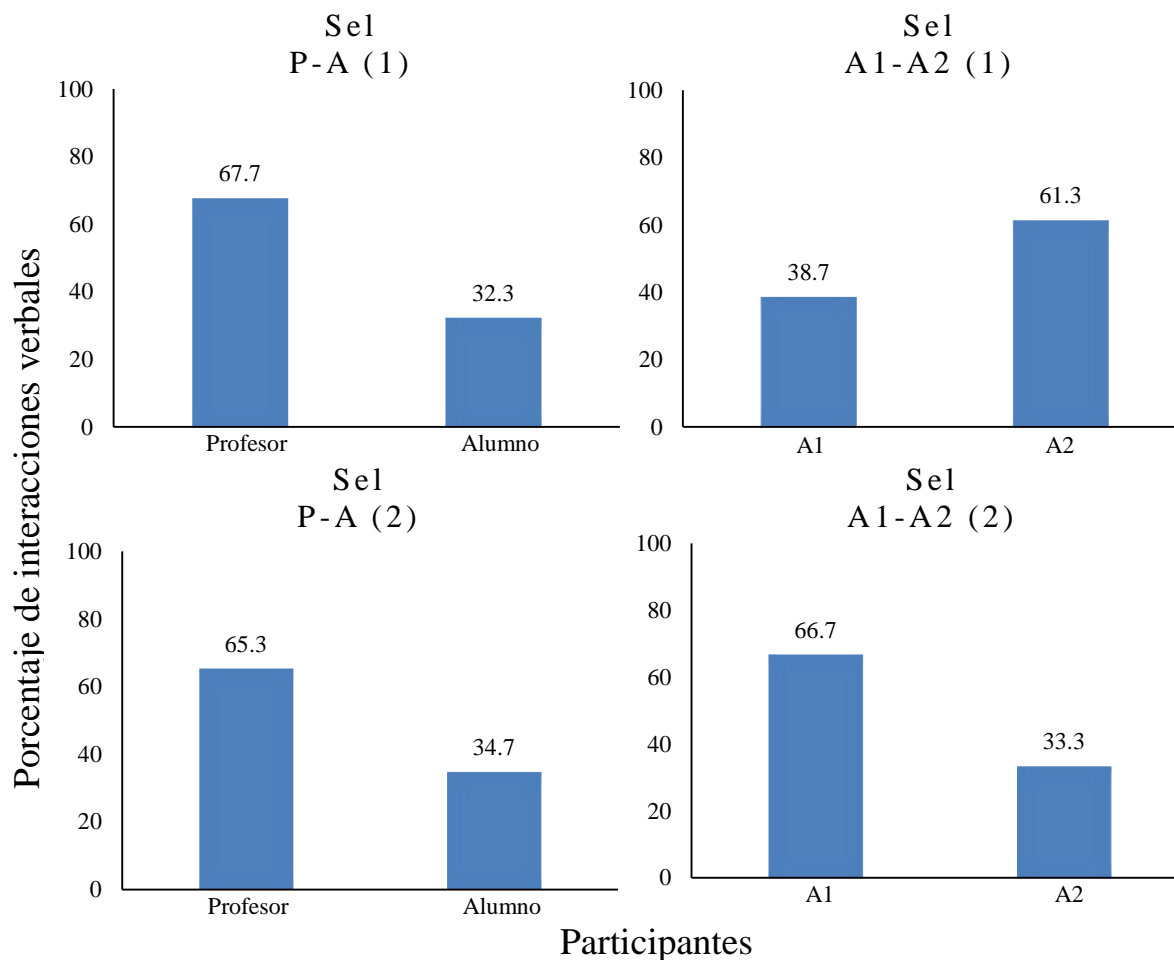 Sel
P-A (1)
100
80
60
40
20
0
67.7
32.3
Profesor
Alumno
Sel
A1-A2 (1)
100
80
60
40
20
0
38.7
61.3
A1
A2
Sel
P-A (2)
100
80
60
40
20
0
65.3
34.7
Profesor
Alumno
Sel
A1-A2 (2)
100
80
60
40
20
0
66.7
33.3
A1
A2
Porcentaje de interacciones verbales
Participantes